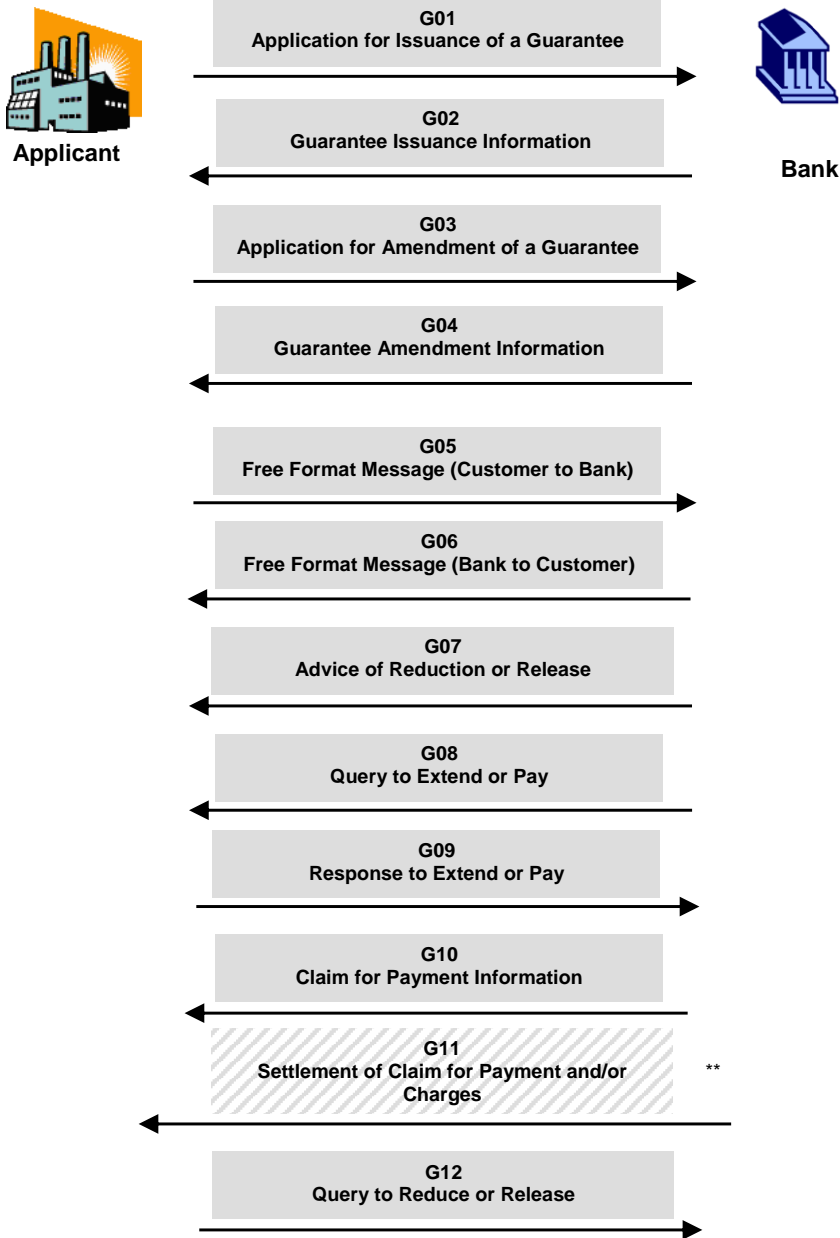 G01
Application for Issuance of a Guarantee
G02
Guarantee Issuance Information
Applicant
Bank
G03
Application for Amendment of a Guarantee
G04
Guarantee Amendment Information
G05
Free Format Message (Customer to Bank)
G06
Free Format Message (Bank to Customer)
G07
Advice of Reduction or Release
G08
Query to Extend or Pay
G09
Response to Extend or Pay
G10
Claim for Payment Information
G11
Settlement of Claim for Payment and/or
Charges
**
G12
Query to Reduce or Release